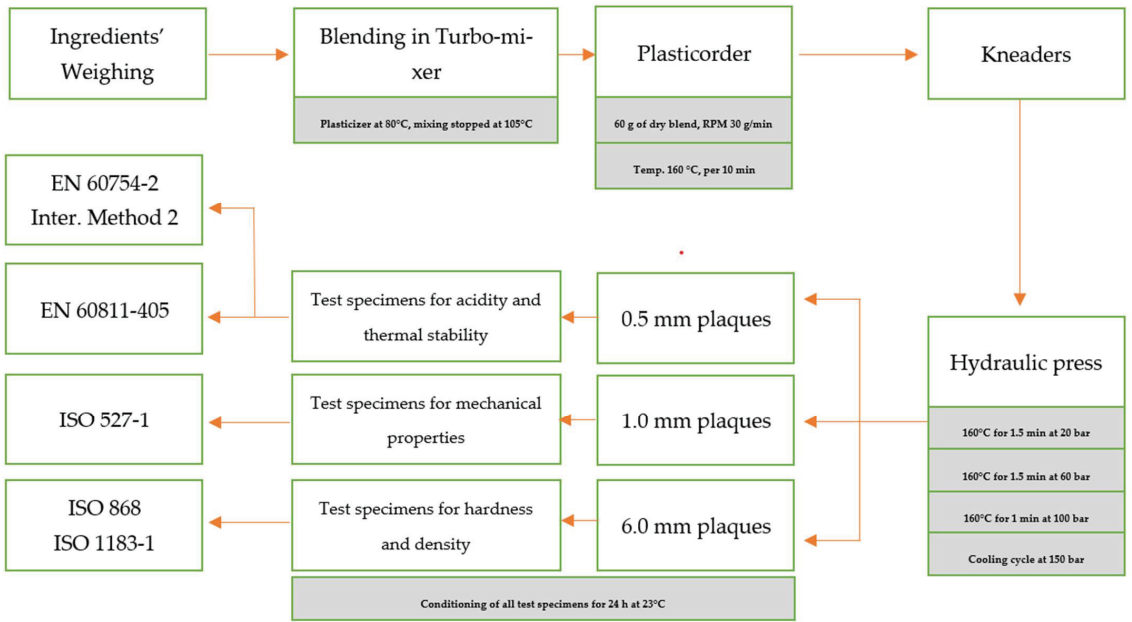 Ingredients'
Weighing
Blending in Turbo-mi-
xer
Plasticizer at 80°C, mixing stopped at 105°C
Plasticorder
60 g of dry blend, RPM 30 g/min
Temp. 160 °C, per 10 min
Kneaders
Hydraulic press
160°C for 1.5 min at 20 bar
160°C for 1.5 min at 60 bar
160°C for 1 min at 100 bar
Cooling cycle at 150 bar
0.5 mm plaques
Test specimens for acidity and
thermal stability
EN 60754-2
Inter. Method 2
EN 60811-405
1.0 mm plaques
Test specimens for mechanical
properties
ISO 527-1
6.0 mm plaques
Test specimens for hardness
and density
ISO 868
ISO 1183-1
Conditioning of all test specimens for 24 h at 23°C